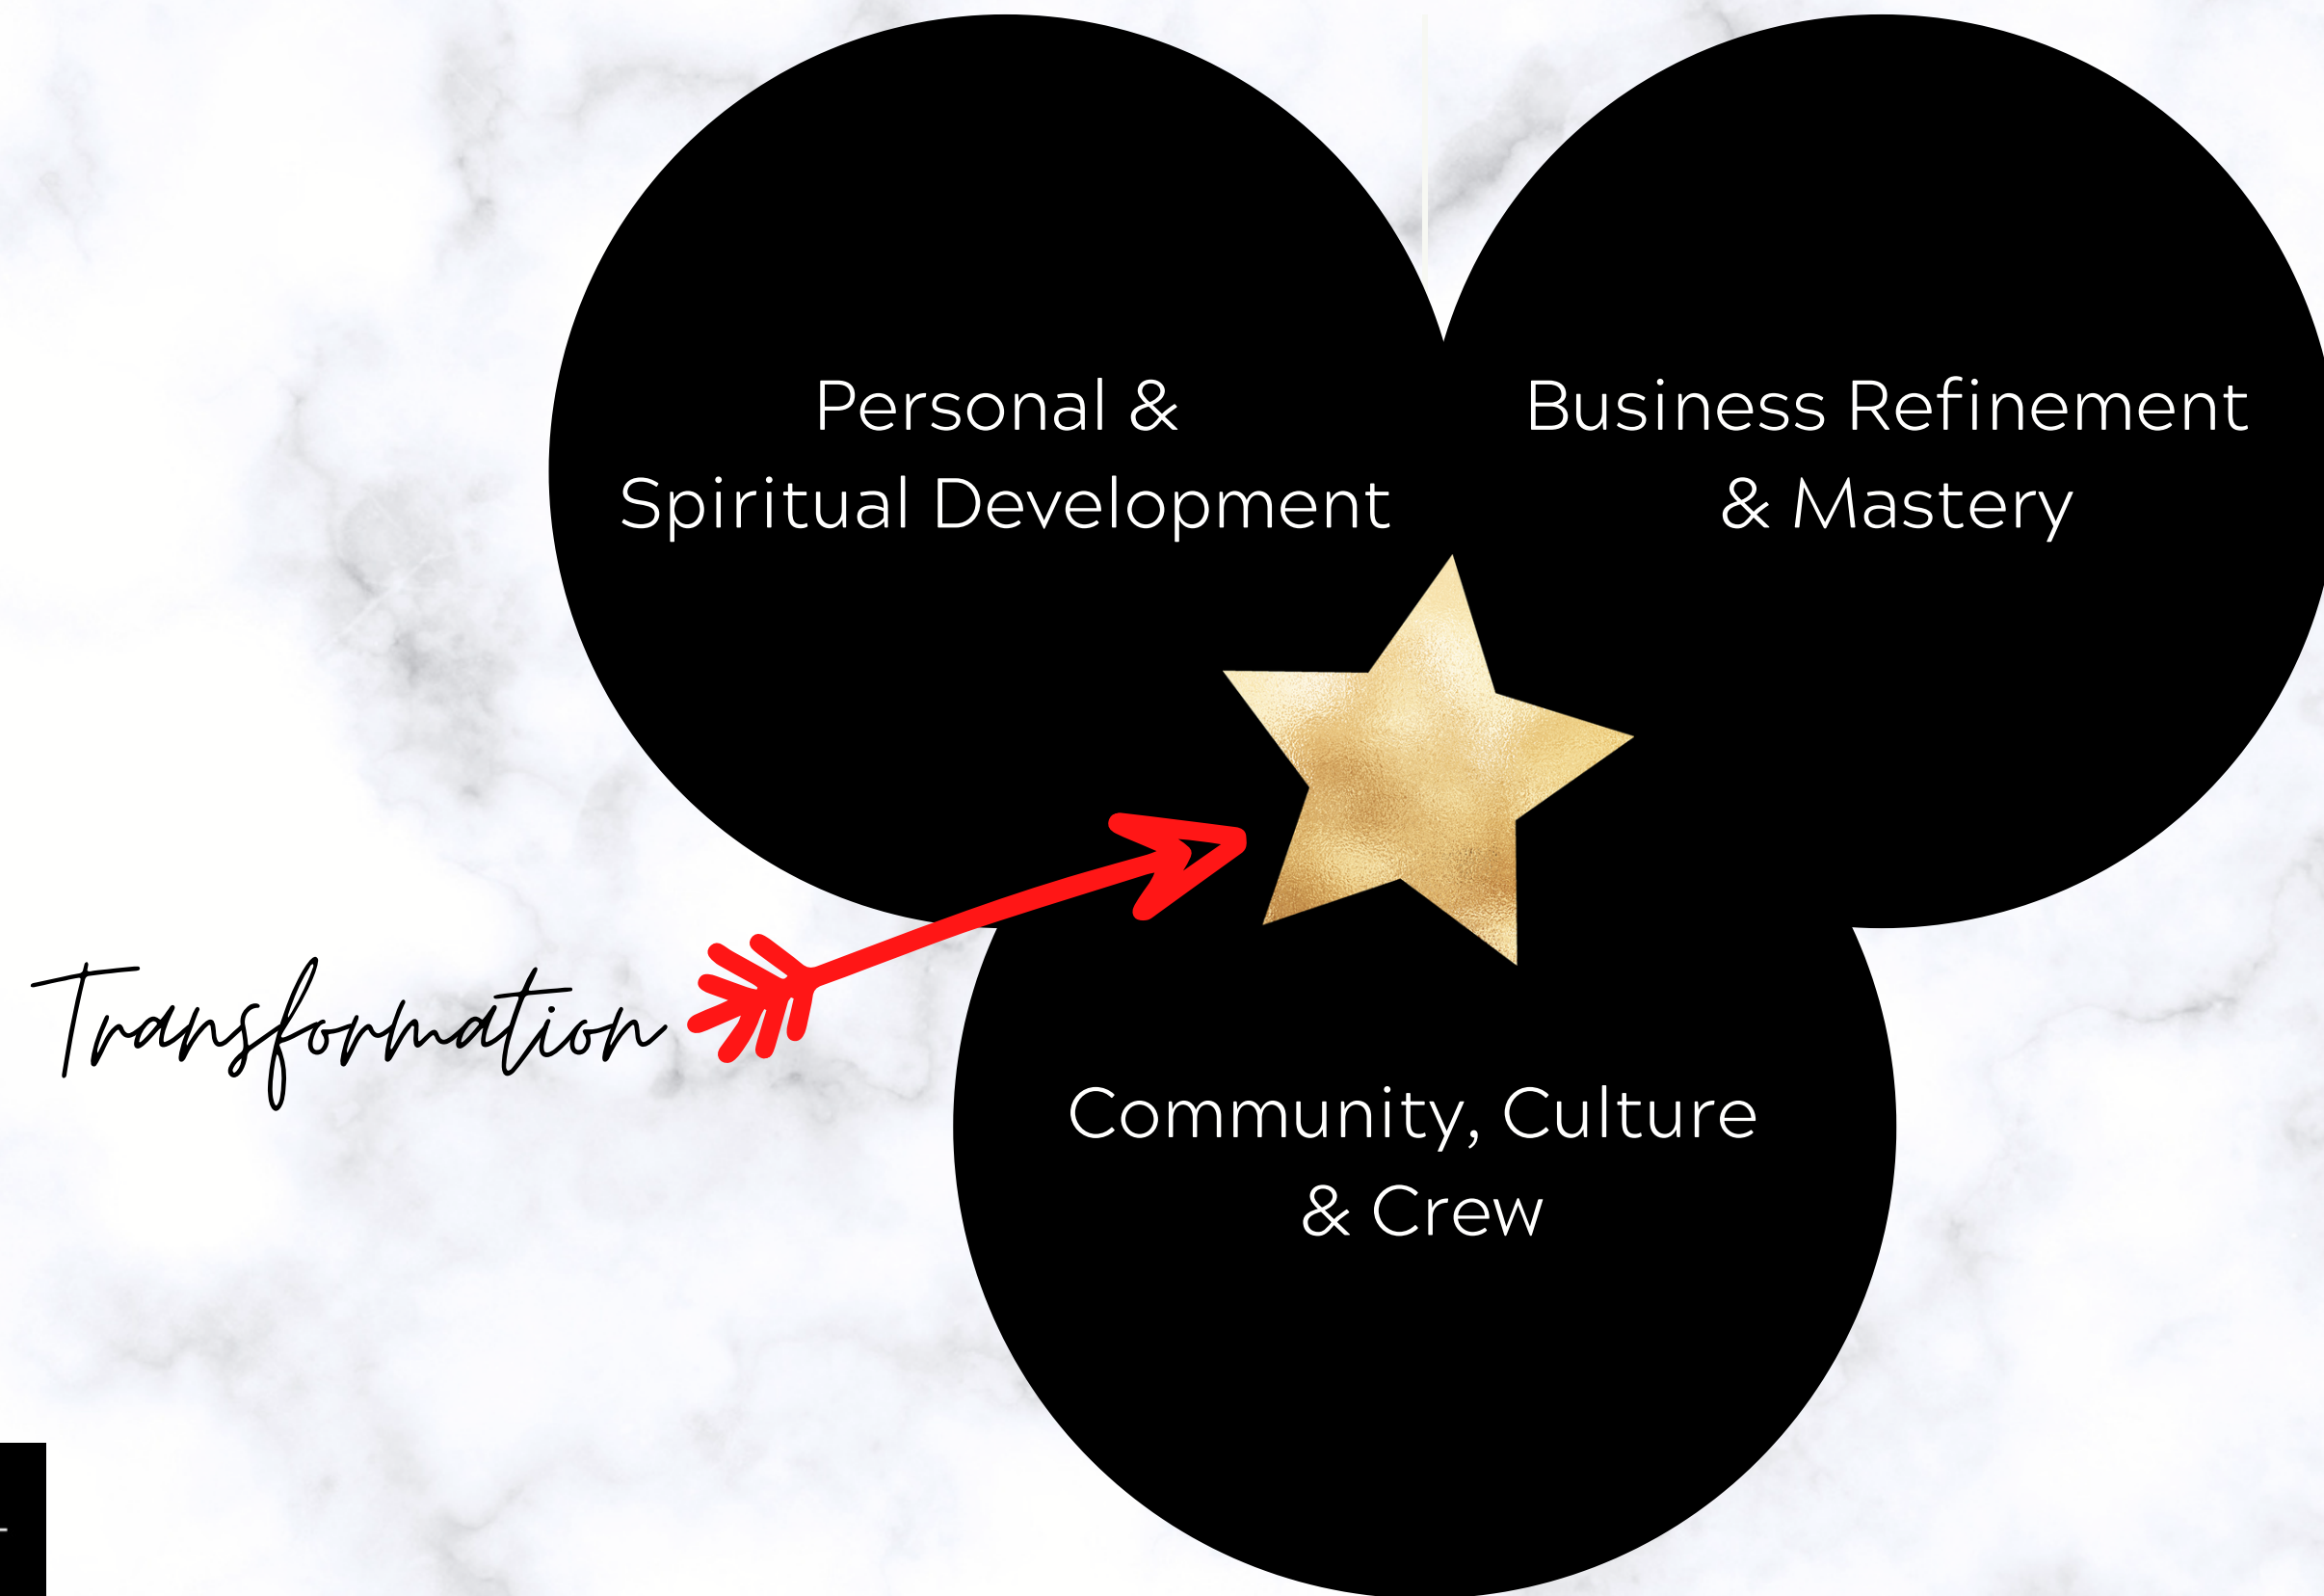 Personal &
Spiritual Development
Business Refinement
& Mastery
Transformation
Community, Culture
& Crew